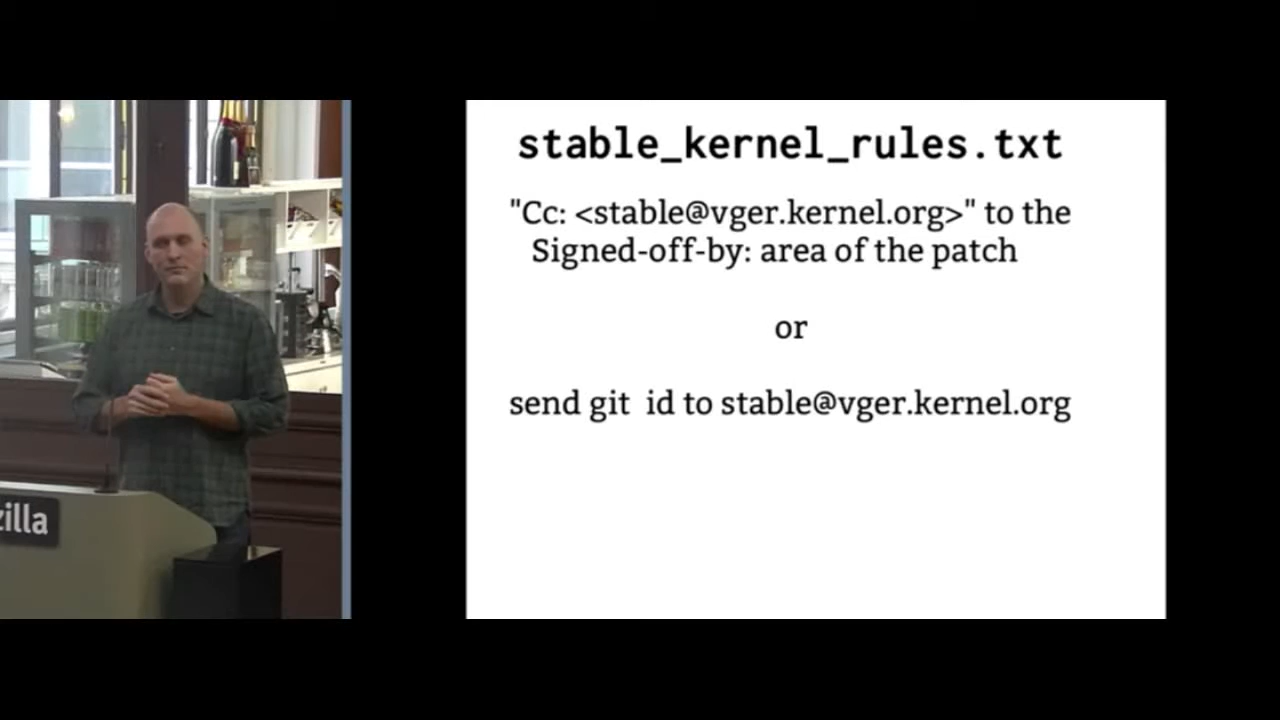 stable_kernel_rules.txt
"Cc: <stable@vger.kernel.org>" to the
Signed-off-by: area of the patch
or
send git id to stable@vger.kernel.org
zilla